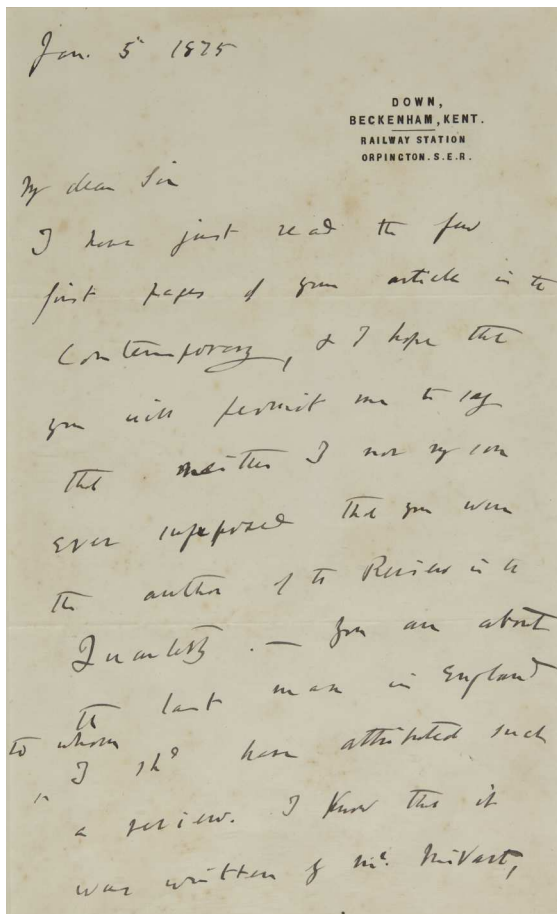 Jan. 5th 1875
DOWN,
BECKENHAM, KENT.
RAILWAY STATION
ORPINGTON. S.E.R.
My dear Sir
I have just read the few
first pages of your article in the
Contemporary, & I hope that
you will permit me to say
that neither I nor my son
ever supposed that you were
the author of the Review in the
Quarterly. — You are about
the last man in England
to whom
I shd have attributed such
a review. I know that it
was written by Mr. Mivart,